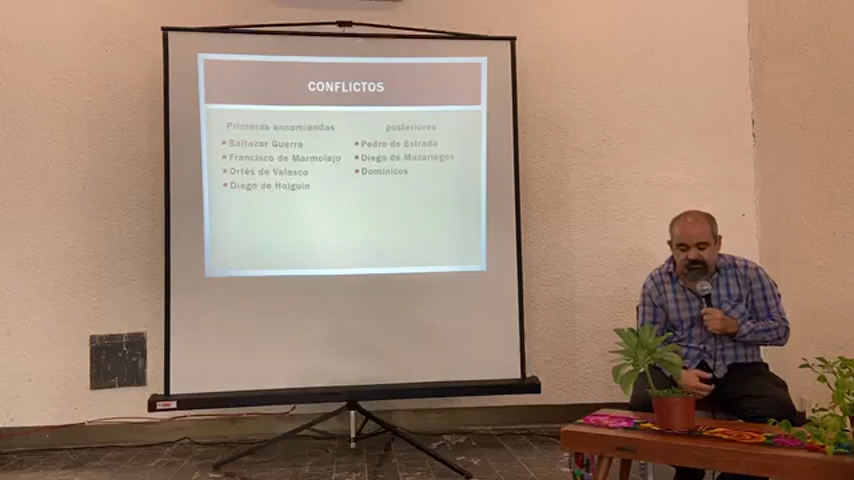 CONFLICTOS
Primeras encomiendas
Baltazar Guerra
Francisco de Marmolejo
Ortés de Velasco
Diego de Holguin
posteriores
Pedro de Estrada
Diego de Mazariegos
Dominicos